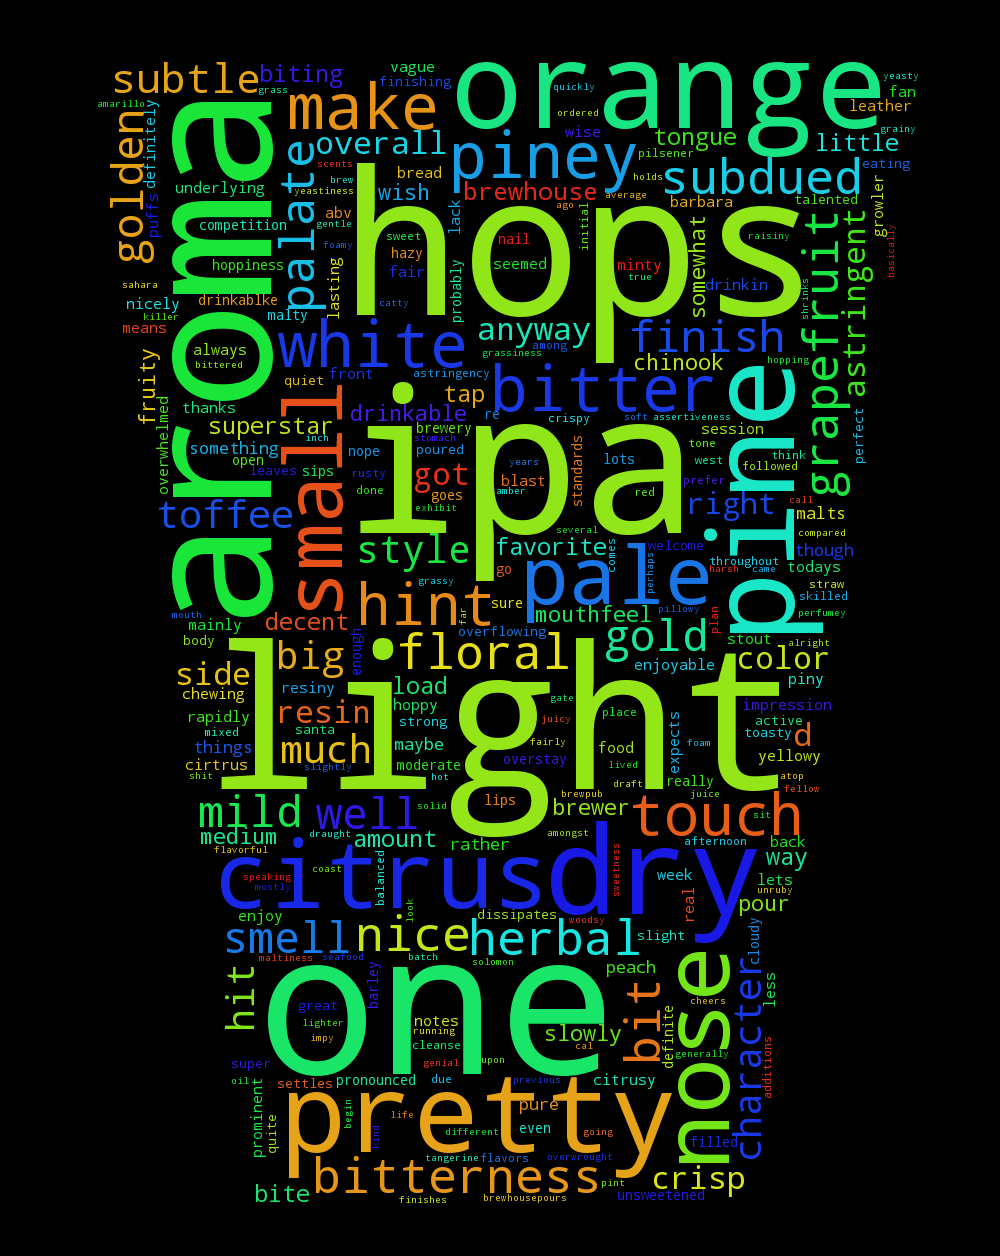 orange
subtle
biting
vague
finishing
quickly
yeasty
fan
grass
amarillo
make
ordered
leather
golden
definitely
puffs
aroma
overall
piney
wise
tongue
pilsener
little
grainy
scents
brew
yeastiness
bread
wish
brewhouse
holds
subdued
eating
underlying
palate
abv
gentle
lack
ago
average
barbara
talented
growler
competition
foamy
hops
sweet
hazy
fair
nail
seemed
initial
minty
true
raisiny
somewhat
basically
hoppiness
sahara
drinkablke
lasting
catty
probably
drinkin
shrinks
grapefruit
astringent
nicely
killer
malty
means
white
anyway
among
grassiness
finish
chinook
hopping
always
bittered
quiet
front
astringency
bitter
fruity
thanks
small
tap
pine
superstar
inch
drinkable
re
crispy
soft
assertiveness
perfect
overwhelmed
something
open
brewery
stomach
poured
nope
lots
session
tone
west
think
followed
leaves
sips
rusty
ipa
years
blast
amber
standards
prefer
done
got
goes
exhibit
red
toffee
right
call
malts
several
compared
style
favorite
comes
welcome
throughout
though
todays
grassy
go
pale
perhaps
harsh
came
straw
skilled
mouth
mainly
hint
far
sure
mouthfeel
pillowy
plan
perfumey
decent
body
overflowing
gold
stout
alright
enough
big
floral
enjoyable
color
side
chewing
resiny
load
light
piny
rapidly
resin
hoppy
gate
place
impression
mixed
santa
strong
juicy
expects
active
toasty
d
things
much
maybe
fairly
food
foam
yellowy
cirtrus
slightly
moderate
overstay
lived
shit
hot
draft
really
atop
juice
fellow
mild
well
solid
lips
brewpub
brewer
touch
sit
medium
draught
amount
amongst
flavorful
rather
afternoon
back
way
coast
balanced
citrus
dry
sweetness
week
speaking
mostly
lets
unruby
look
real
pour
enjoy
dissipates
woodsy
smell
nice
herbal
slight
cloudy
maltiness
seafood
batch
solomon
peach
nose
hit
barley
one
bit
character
less
great
lighter
impy
notes
running
cleanse
slowly
cal
definite
cheers
generally
additions
super
genial
upon
oil
settles
pronounced
due
previous
citrusy
prominent
quite
begin
pretty
life
kind
pure
even
different
going
filled
tangerine
flavors
overwrought
bitterness
pint
crisp
bite
finishes
brewhousepours
unsweetened